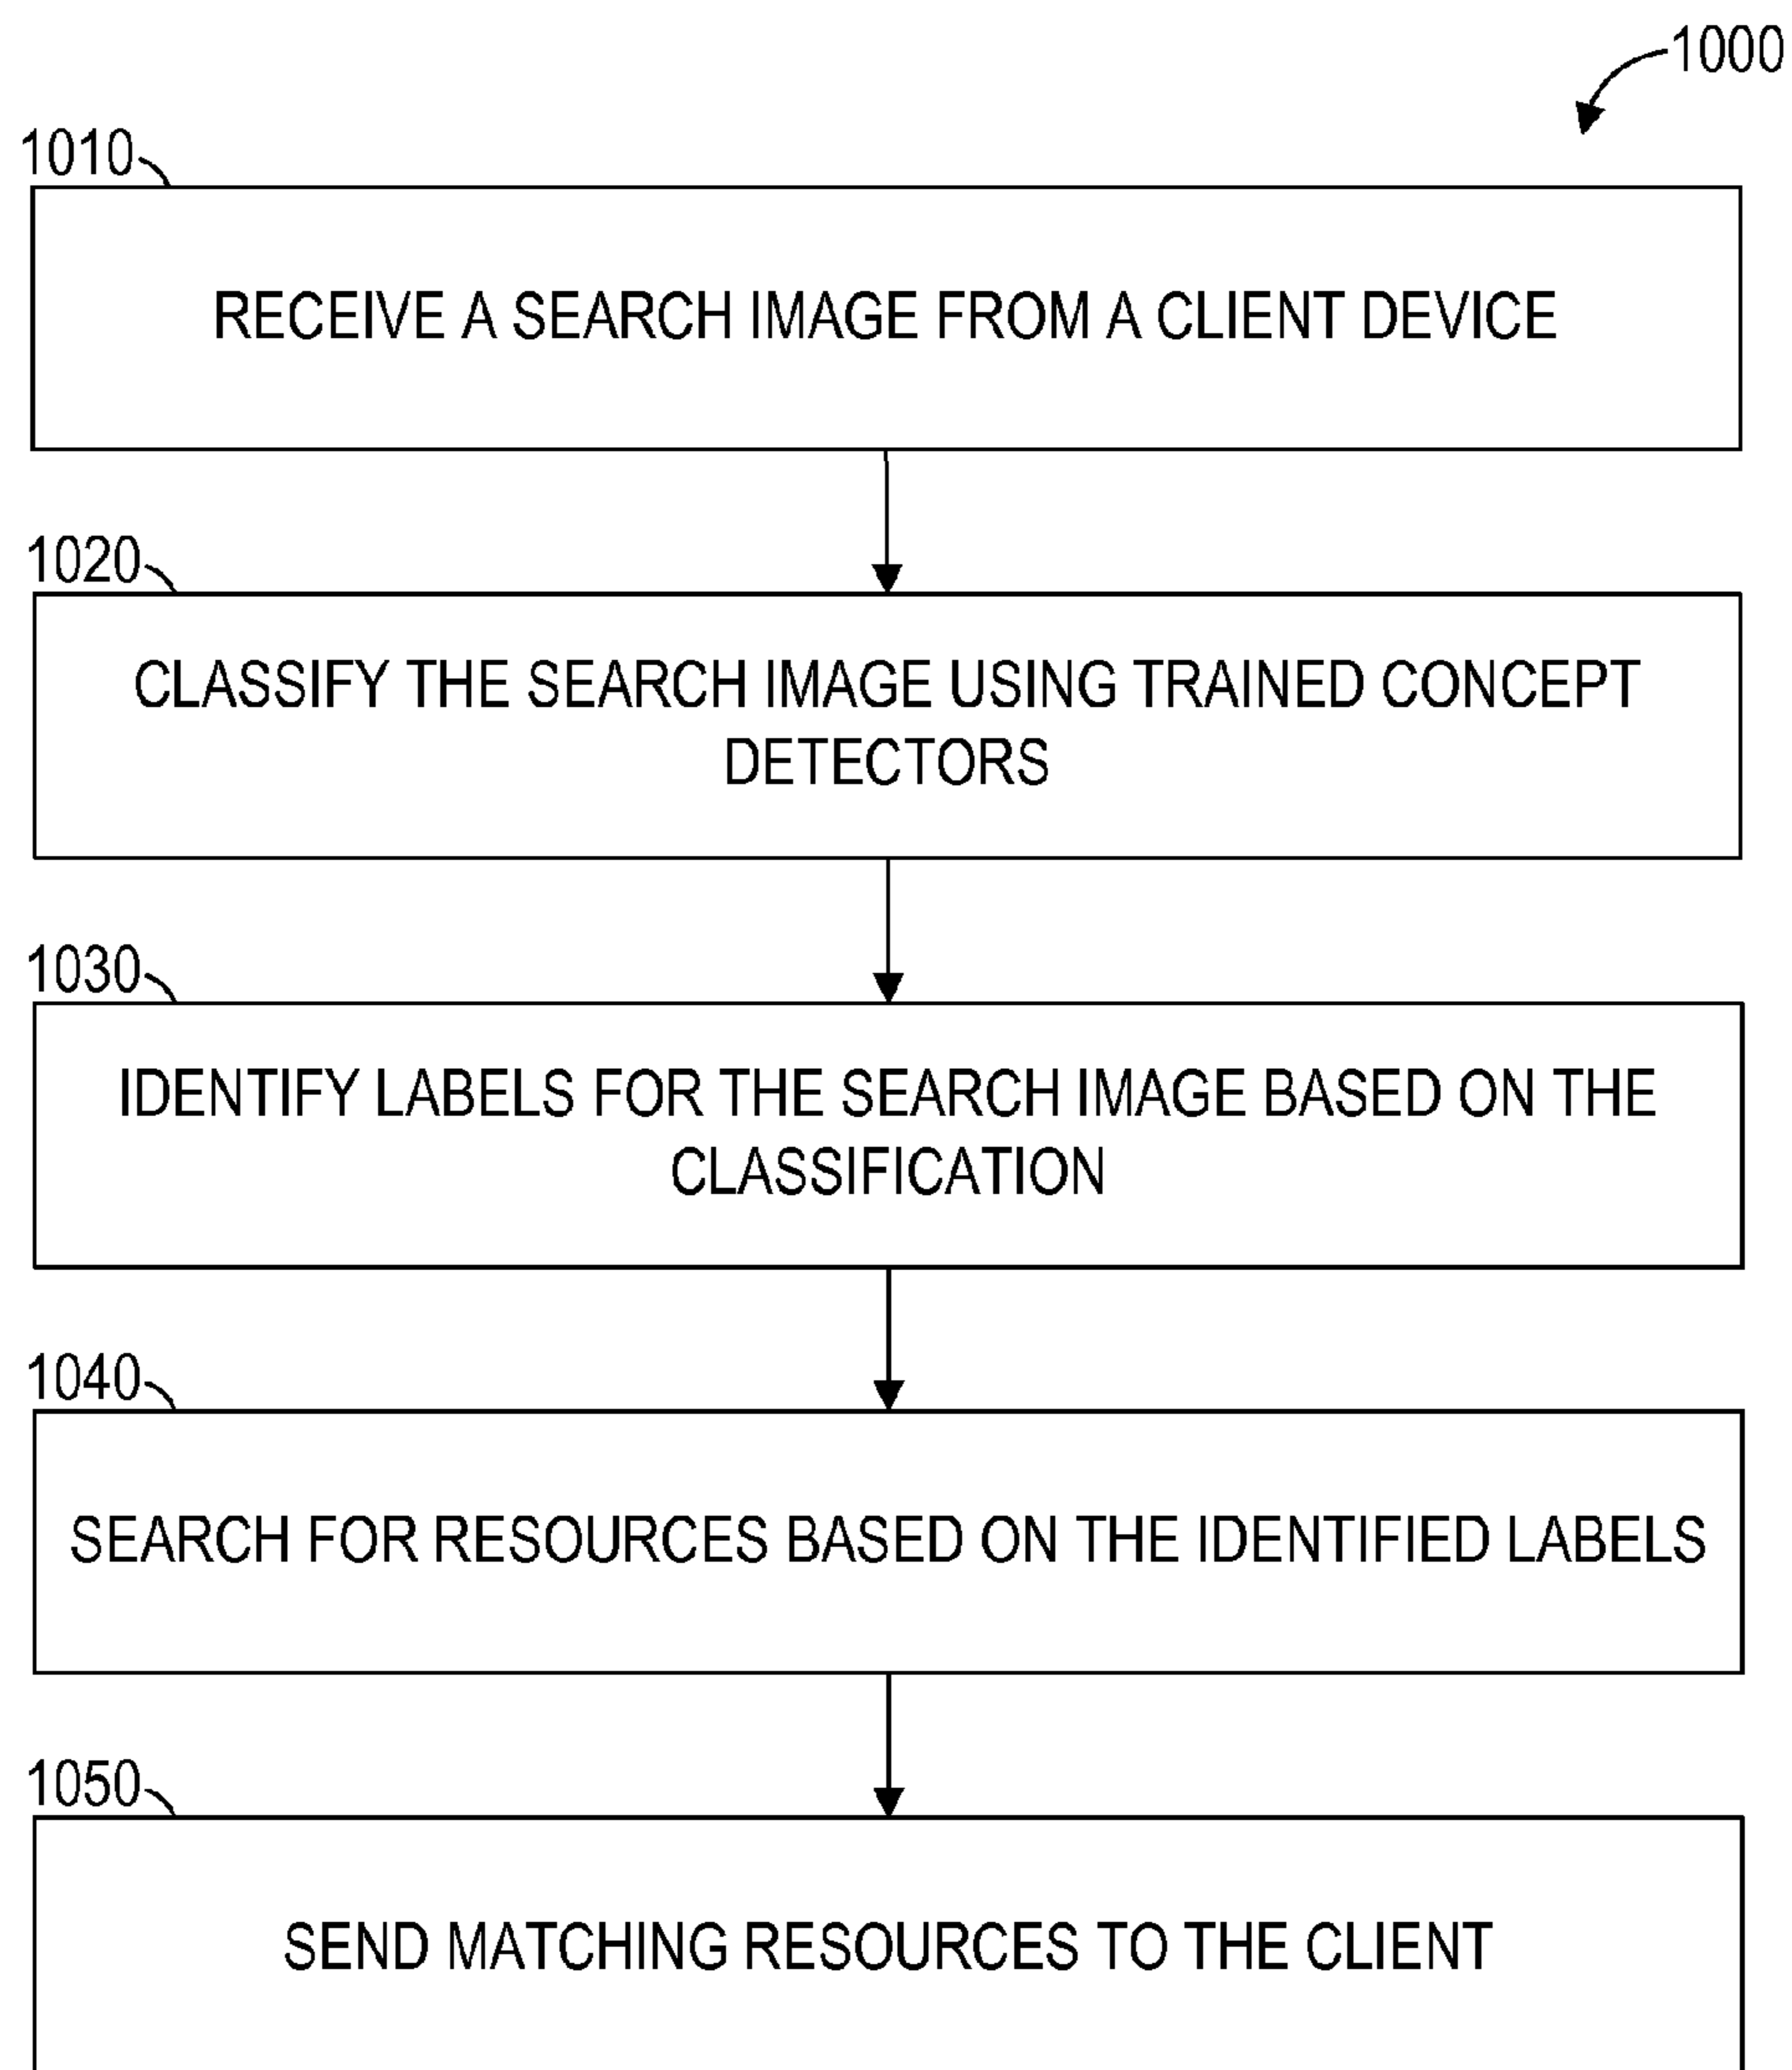 1000
1010
RECEIVE A SEARCH IMAGE FROM A CLIENT DEVICE
1020
CLASSIFY THE SEARCH IMAGE USING TRAINED CONCEPT
DETECTORS
1030
IDENTIFY LABELS FOR THE SEARCH IMAGE BASED ON THE
CLASSIFICATION
1040
SEARCH FOR RESOURCES BASED ON THE IDENTIFIED LABELS
1050
SEND MATCHING RESOURCES TO THE CLIENT